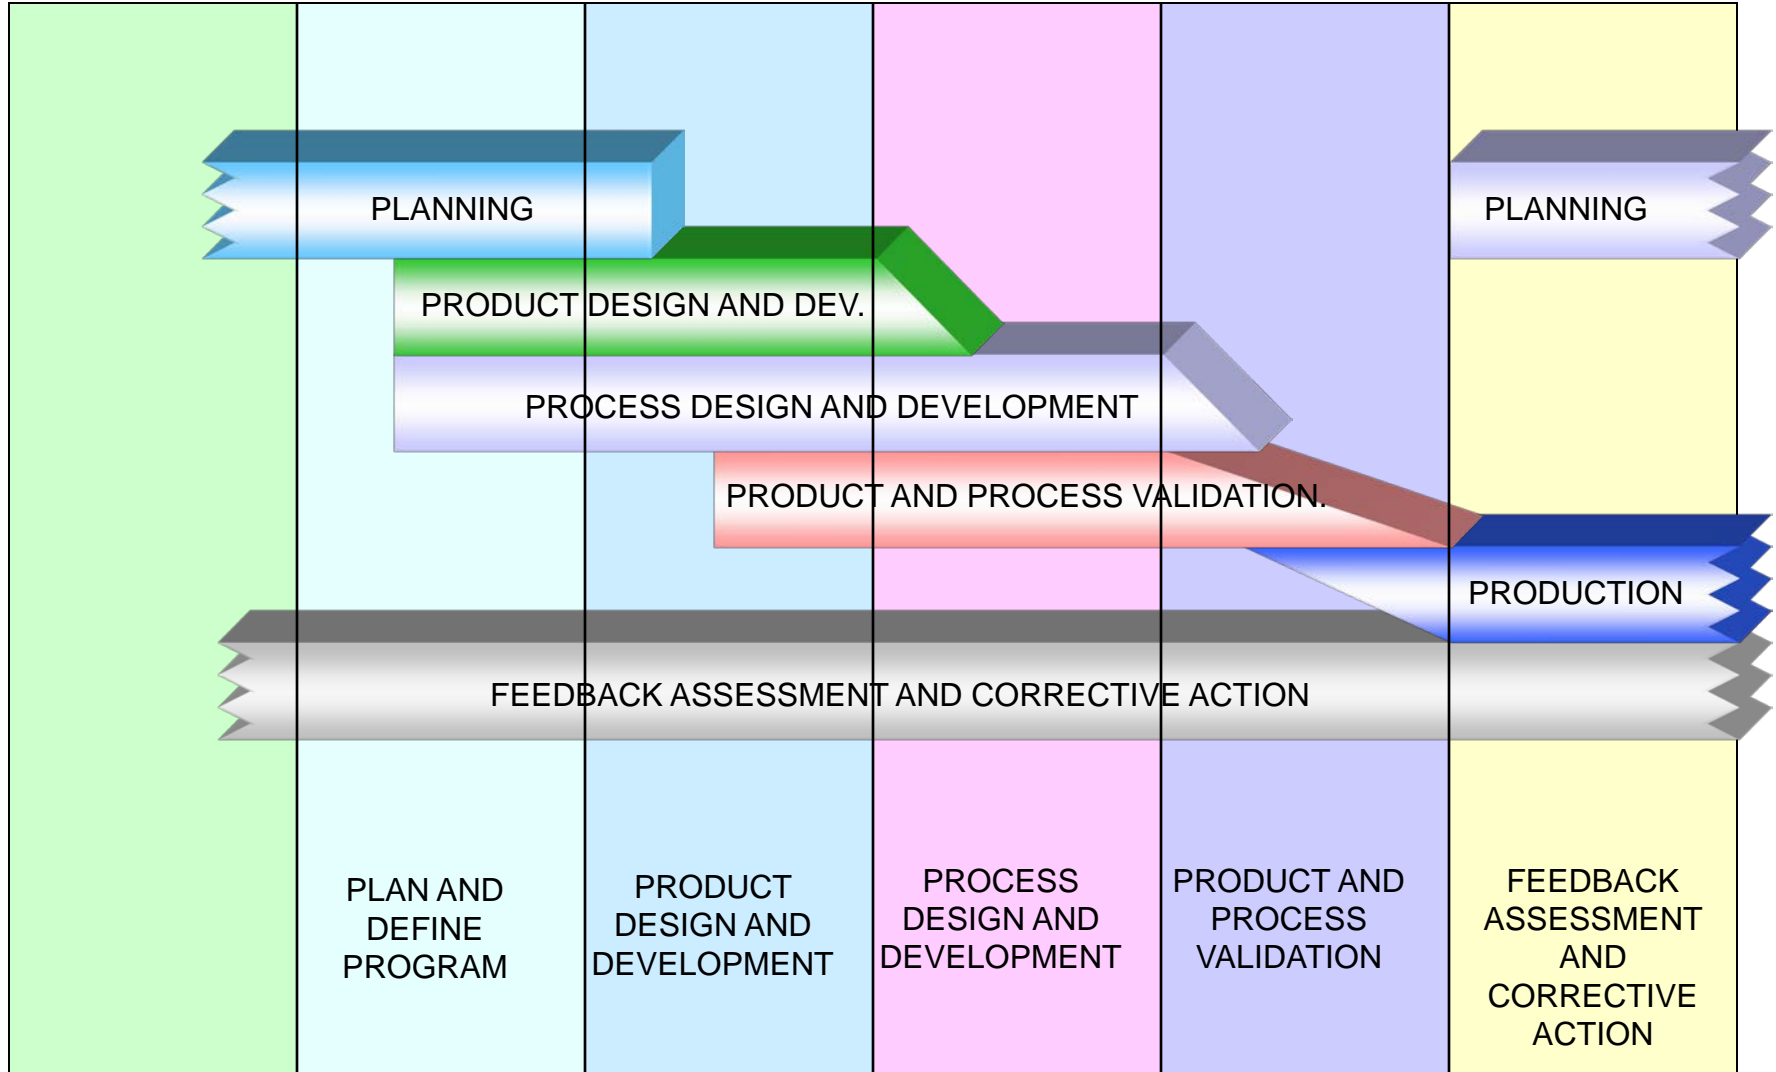 PLANNING
PLANNING
PRODUCT DESIGN AND DEV.
PROCESS DESIGN AND DEVELOPMENT
PRODUCT AND PROCESS VALIDATION.
PRODUCTION
FEEDBACK ASSESSMENT AND CORRECTIVE ACTION
PLAN AND
DEFINE
PROGRAM
PRODUCT
DESIGN AND
DEVELOPMENT
PROCESS
DESIGN AND
DEVELOPMENT
PRODUCT AND
PROCESS
VALIDATION
FEEDBACK
ASSESSMENT
AND
CORRECTIVE
ACTION